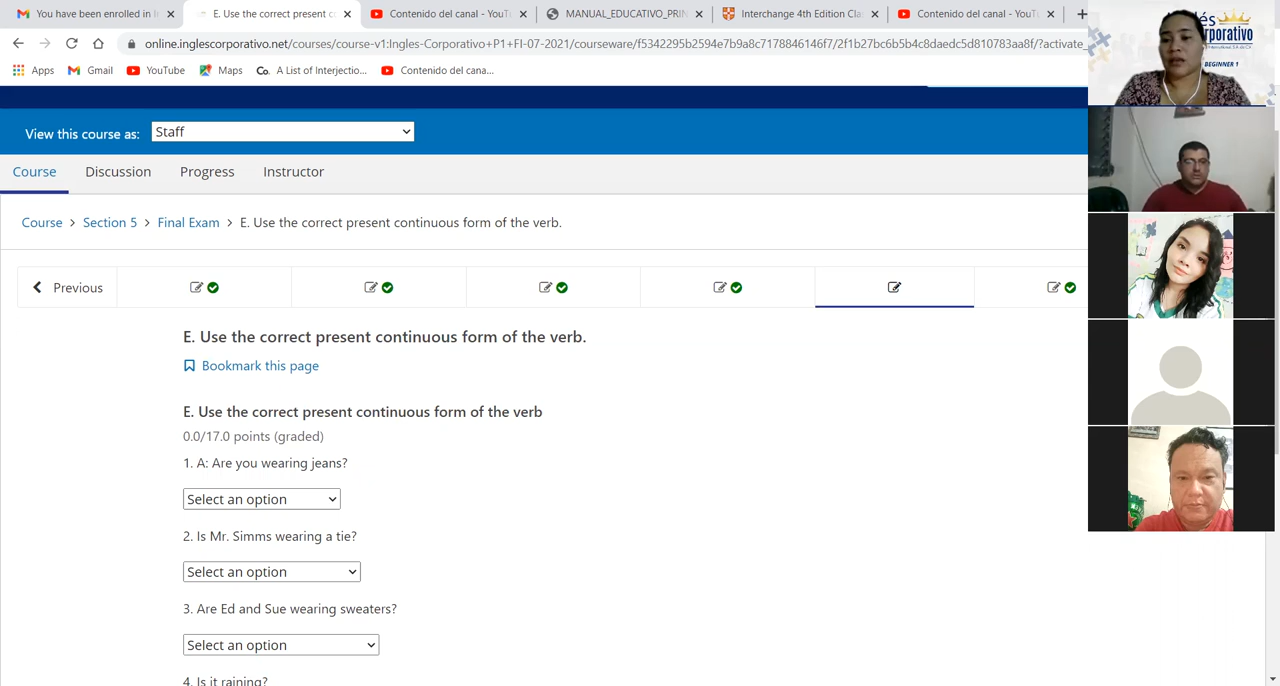 You have been enrolled in I
E. Use the correct present c
Contenido del canal - YouTu
MANUAL_EDUCATIVO_PRIN
Interchange 4th Edition Cla
Contenido del canal - YouTu
online.inglescorporativo.net/courses/course-v1:Ingles-Corporativo+P1+FI-07-2021/courseware/f5342295b2594e7b9a8c7178846146f7/2f1b27bc6b5b4c8daedc5d810783aa8f/?activate_
Apps
Gmail
YouTube
Maps
A List of Interjectio...
Contenido del cana...
BEGINNER 1
View this course as:
Staff
Course
Discussion
Progress
Instructor
Course > Section 5 > Final Exam > E. Use the correct present continuous form of the verb.
Previous
E. Use the correct present continuous form of the verb.
Bookmark this page
E. Use the correct present continuous form of the verb
0.0/17.0 points (graded)
1. A: Are you wearing jeans?
Select an option
2. Is Mr. Simms wearing a tie?
Select an option
3. Are Ed and Sue wearing sweaters?
Select an option
4. Is it raining?